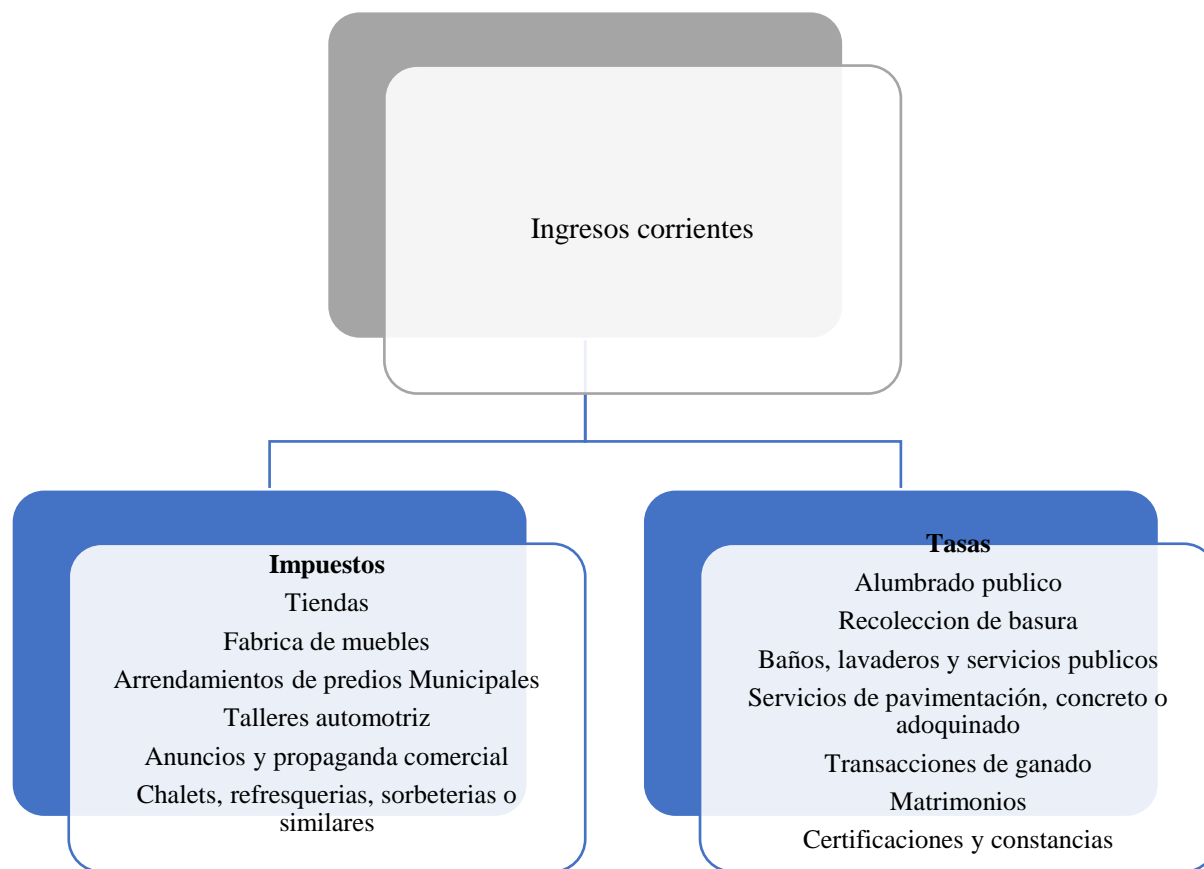 Ingresos corrientes
Impuestos
Tiendas
Fabrica de muebles
Arrendamientos de predios Municipales
Talleres automotriz
Anuncios y propaganda comercial
Chalets, refresquerias, sorbeterias o
similares
Tasas
Alumbrado publico
Recoleccion de basura
Baños, lavaderos y servicios publicos
Servicios de pavimentación, concreto o
adoquinado
Transacciones de ganado
Matrimonios
Certificaciones y constancias